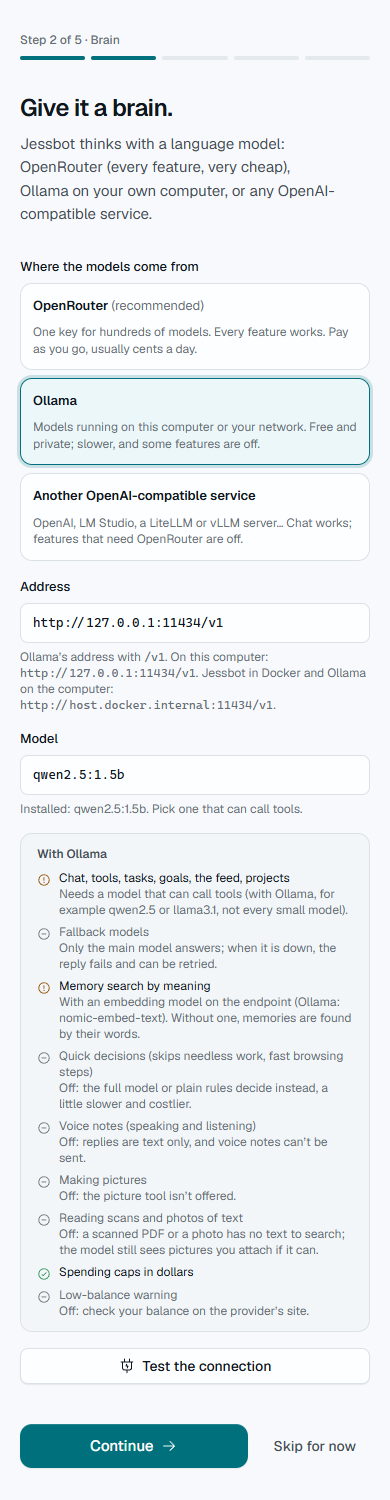 Step 2 of 5 · Brain
Give it a brain.
Jessbot thinks with a language model:
OpenRouter (every feature, very cheap),
Ollama on your own computer, or any OpenAI-
compatible service.
Where the models come from
OpenRouter (recommended)
One key for hundreds of models. Every feature works. Pay
as you go, usually cents a day.
Ollama
Models running on this computer or your network. Free and
private; slower, and some features are off.
Another OpenAI-compatible service
OpenAI, LM Studio, a LiteLLM or vLLM server… Chat works;
features that need OpenRouter are off.
Address
http://127.0.0.1:11434/v1
Ollama's address with /v1. On this computer:
http://127.0.0.1:11434/v1. Jessbot in Docker and Ollama
on the computer:
http://host.docker.internal:11434/v1.
Model
qwen2.5:1.5b
Installed: qwen2.5:1.5b. Pick one that can call tools.
With Ollama
Chat, tools, tasks, goals, the feed, projects
Needs a model that can call tools (with Ollama, for
example qwen2.5 or llama3.1, not every small model).
Fallback models
Only the main model answers; when it is down, the
reply fails and can be retried.
Memory search by meaning
With an embedding model on the endpoint (Ollama:
nomic-embed-text). Without one, memories are found
by their words.
Quick decisions (skips needless work, fast browsing
steps)
Off: the full model or plain rules decide instead, a
little slower and costlier.
Voice notes (speaking and listening)
Off: replies are text only, and voice notes can't be
sent.
Making pictures
Off: the picture tool isn't offered.
Reading scans and photos of text
Off: a scanned PDF or a photo has no text to search;
the model still sees pictures you attach if it can.
Spending caps in dollars
Low-balance warning
Off: check your balance on the provider's site.
Test the connection
Continue →
Skip for now